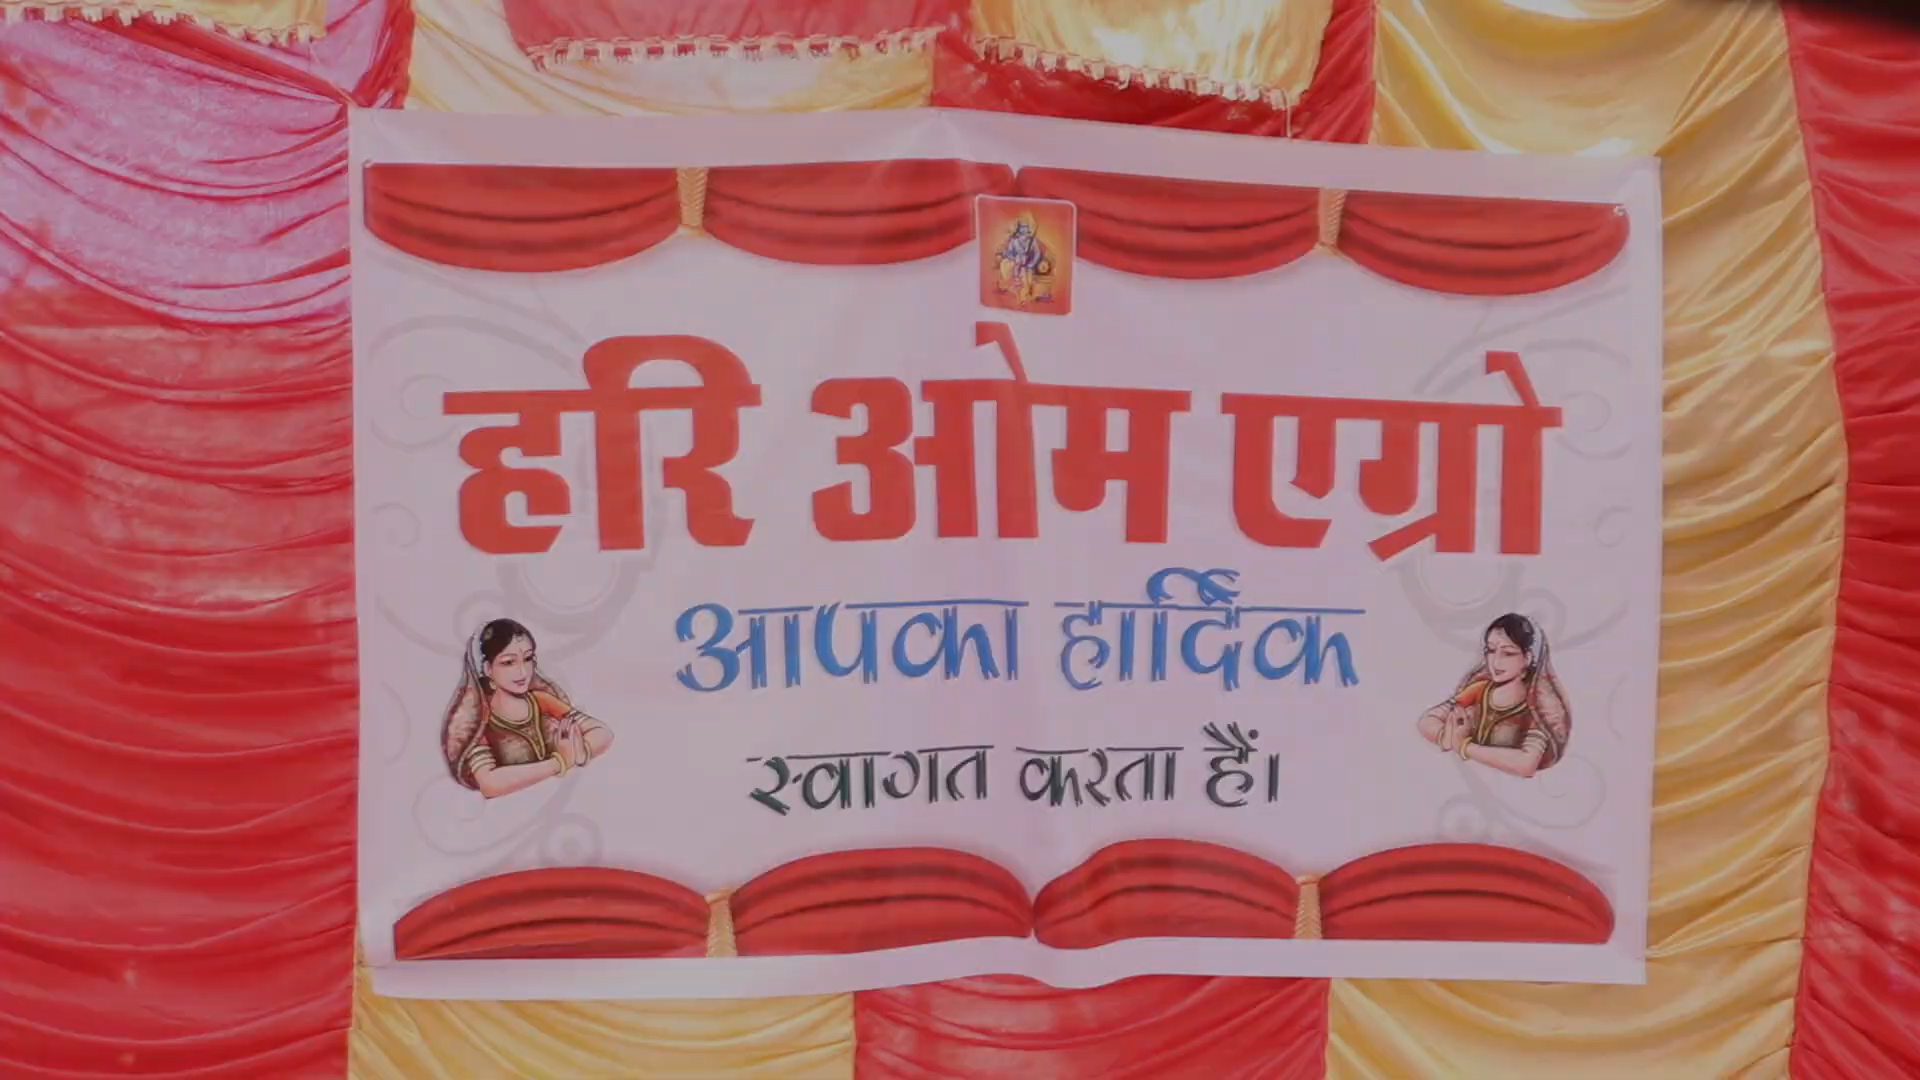 हरि ओम एग्रो
आपका हार्दिक
स्वागत करता हैं।